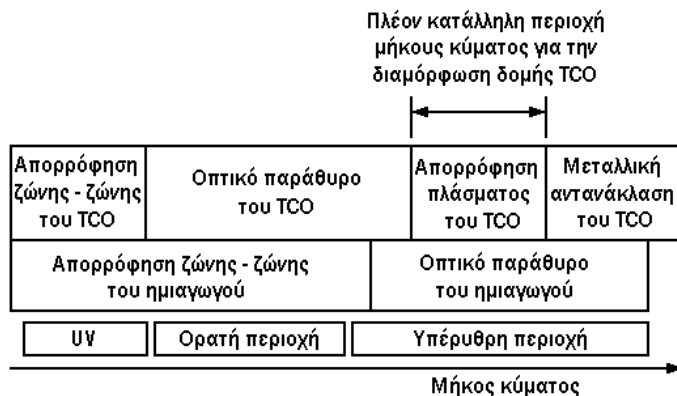 Πλέον κατάλληλη περιοχή
μήκους κύματος για την
διαμόρφωση δομής TCO
Απορρόφηση
ζώνης - ζώνης
του TCO
Οπτικό παράθυρο
του TCO
Απορρόφηση
πλάσματος
του TCO
Μεταλλική
αντανάκλαση
του TCO
Απορρόφηση ζώνης - ζώνης
του ημιαγωγού
Οπτικό παράθυρο
του ημιαγωγού
UV
Ορατή περιοχή
Υπέρυθρη περιοχή
Μήκος κύματος